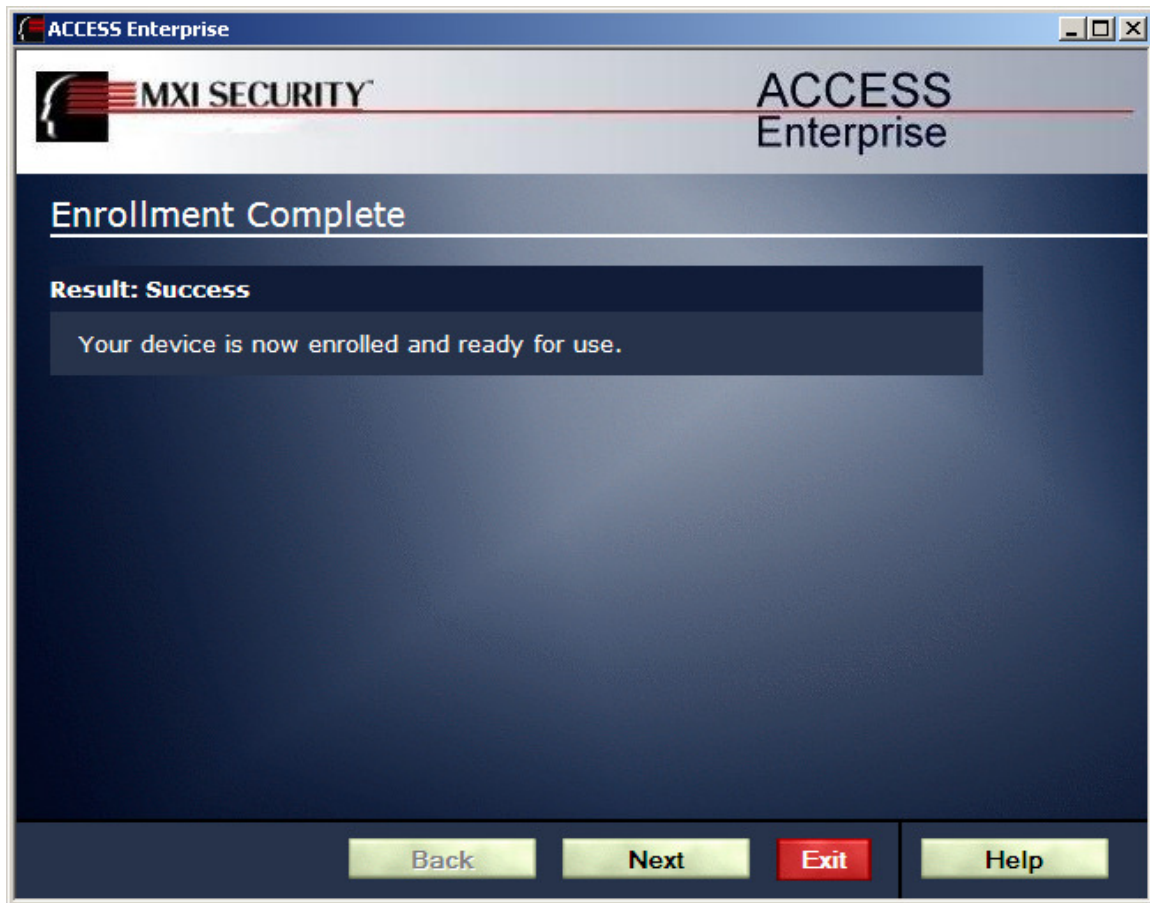 ACCESS Enterprise
MXI SECURITY™
ACCESS
Enterprise
Enrollment Complete
Result: Success
Your device is now enrolled and ready for use.
Back
Next
Exit
Help